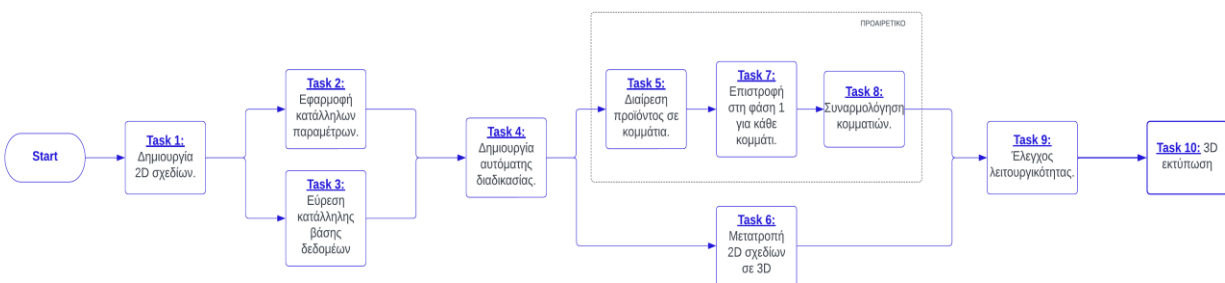 ΠΡΟΑΙΡΕΤΙΚΟ
Start
Task 1:
Δημιουργία
2D σχεδίων.
Task 2:
Εφαρμοφή
κατάλληλων
παραμέτρων.
Task 3:
Εύρεση
κατάλληλης
βάσης
δεδομέων
Task 4:
Δημιουργία
αυτόματης
διαδικασίας.
Task 5:
Διαίρεση
προϊόντος σε
κομμάτια.
Task 7:
Επιστροφή
στη φάση 1
για κάθε
κομμάτι.
Task 8:
Συναρμολόγηση
κομματιών.
Task 6:
Μετατροπή
2D σχεδίων
σε 3D
Task 9:
Έλεγχος
λειτουργικότητας.
Task 10: 3D
εκτύπωση